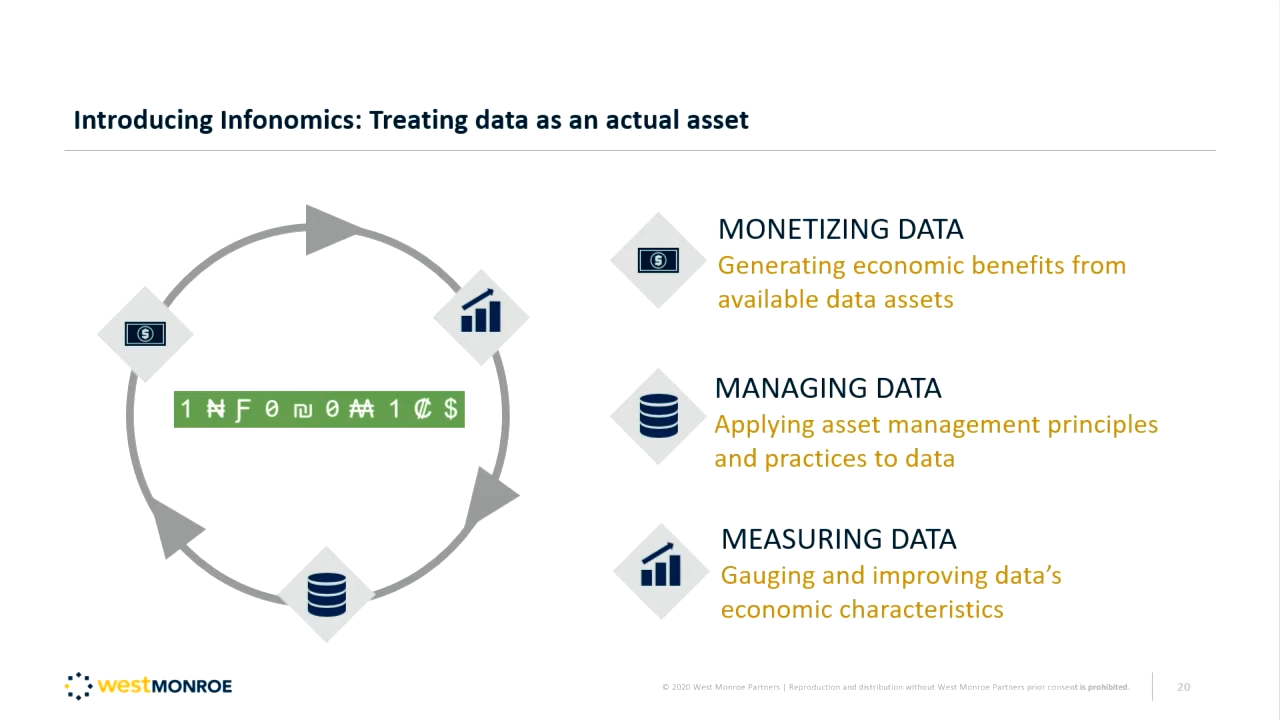 Introducing Infonomics: Treating data as an actual asset
1 ₦ Ƒ 0 ₪ 0 ₳₳ 1 ₡ $
MONETIZING DATA
Generating economic benefits from
available data assets
MANAGING DATA
Applying asset management principles
and practices to data
MEASURING DATA
Gauging and improving data’s
economic characteristics
westMONROE
© 2020 West Monroe Partners | Reproduction and distribution without West Monroe Partners prior consent is prohibited.
20